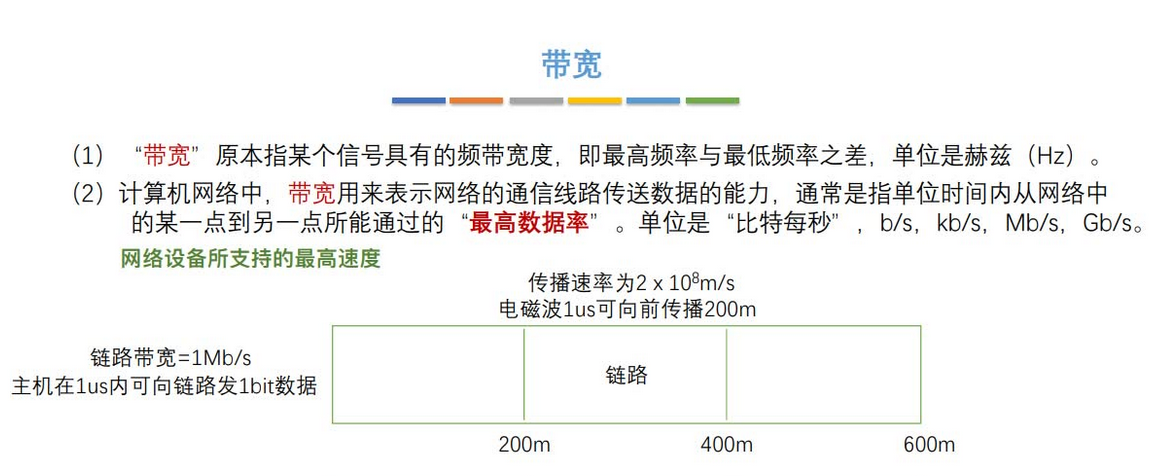 带宽
（1） “带宽” 原本指某个信号具有的频带宽度，即最高频率与最低频率之差，单位是赫兹（Hz）。
（2）计算机网络中，带宽用来表示网络的通信线路传送数据的能力，通常是指单位时间内从网络中
的某一点到另一点所能通过的 “最高数据率” 。单位是 “比特每秒” ，b/s，kb/s，Mb/s，Gb/s。
网络设备所支持的最高速度
传播速率为2 x 10⁸m/s
电磁波1us可向前传播200m
链路带宽=1Mb/s
主机在1us内可向链路发1bit数据
链路
200m
400m
600m